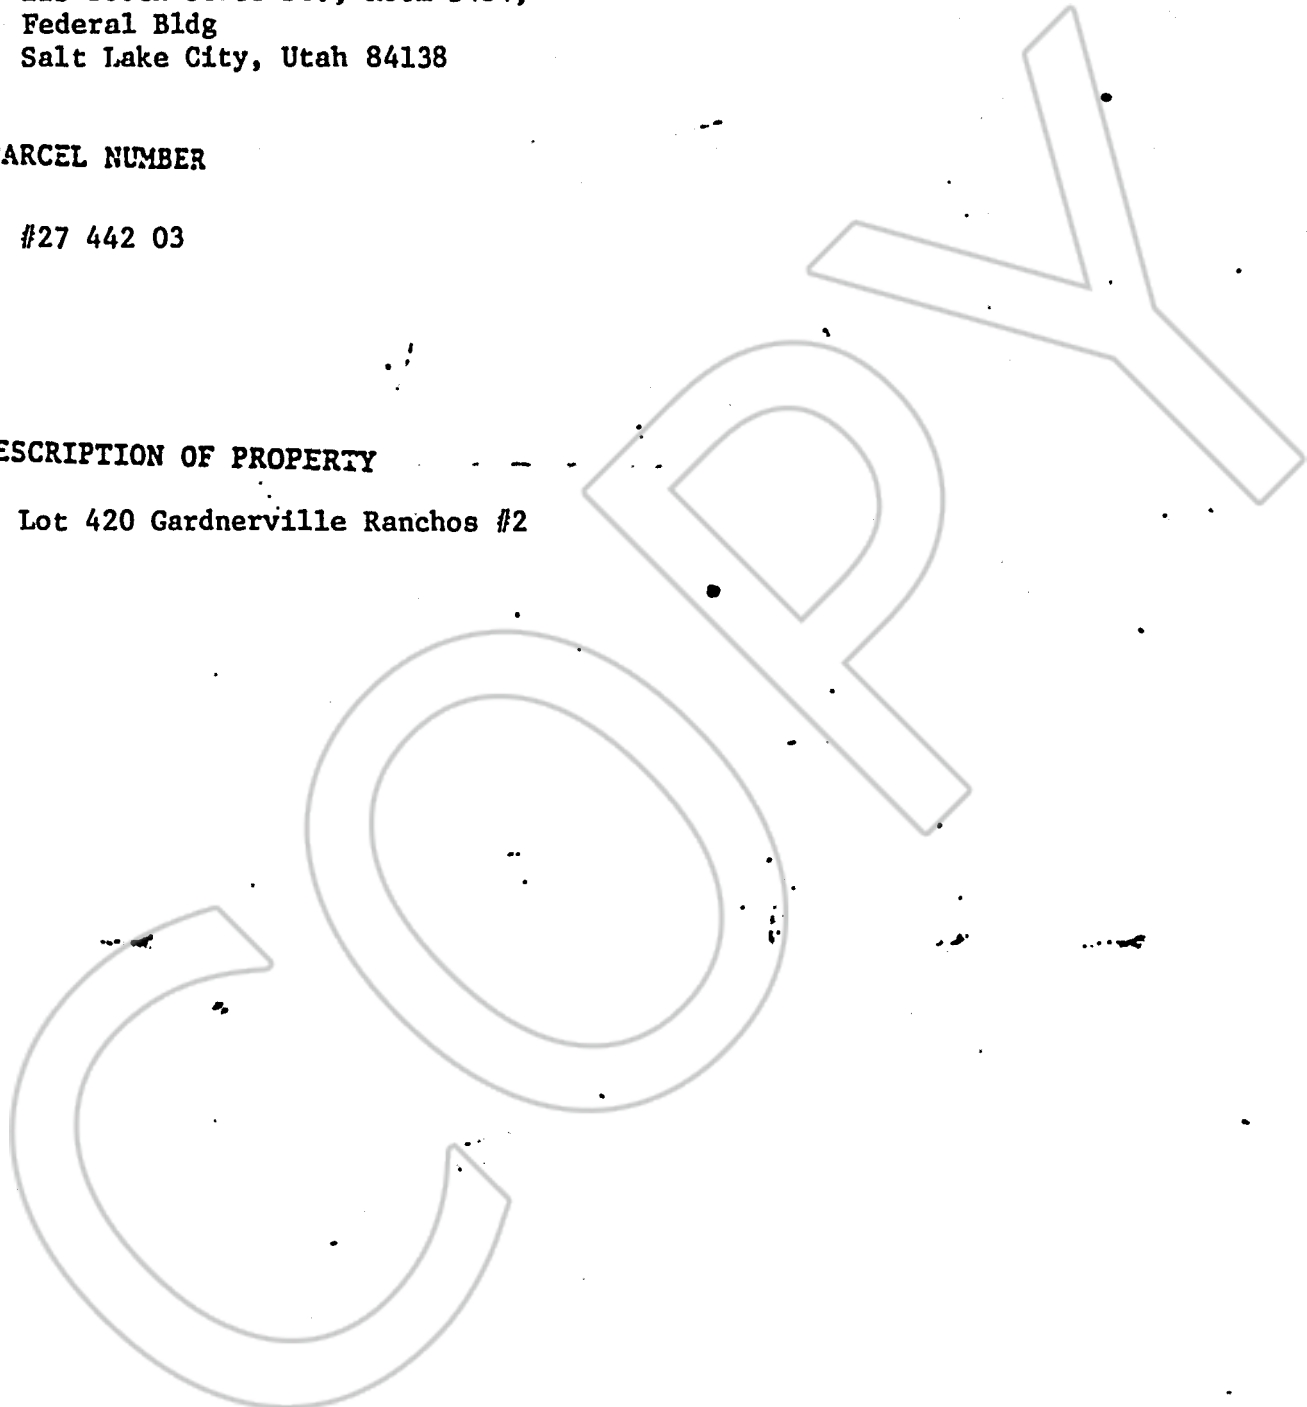 Federal Bldg
Salt Lake City, Utah 84138
ARCEL NUMBER
#27 442 03
ESCRIPTION OF PROPERTY
Lot 420 Gardnerville Ranchos #2
COPY